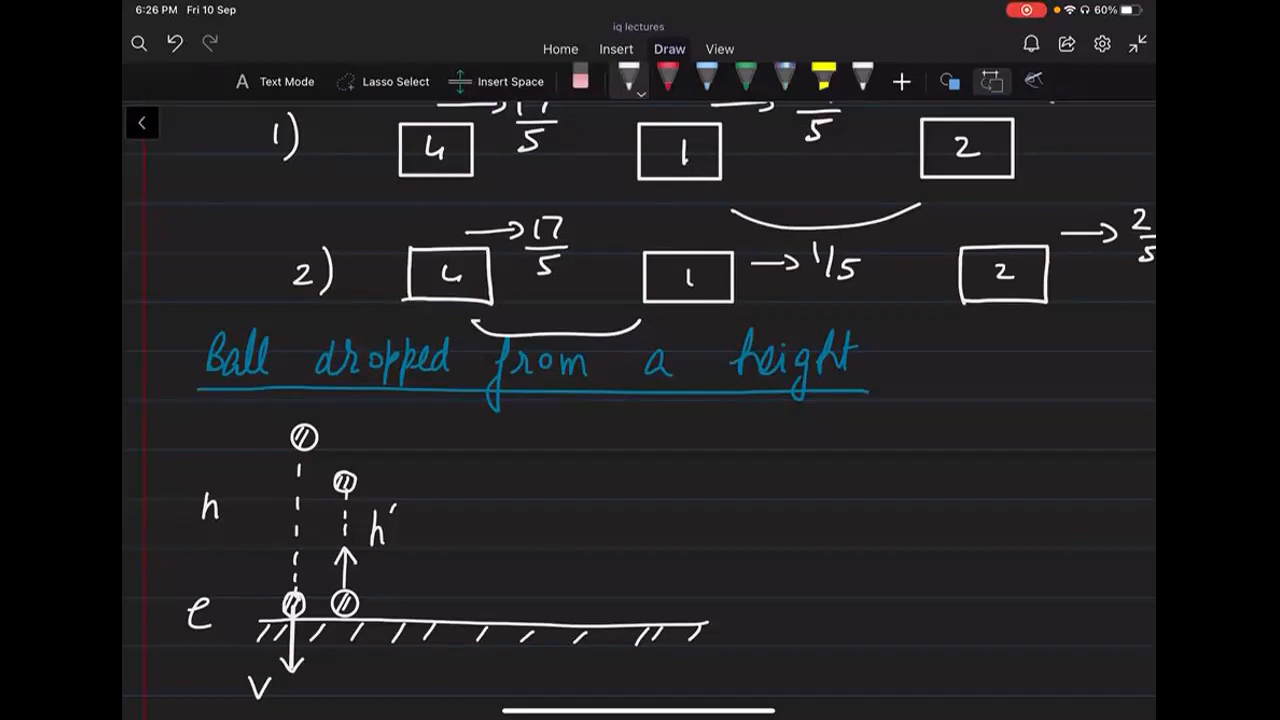 6:26 PM Fri 10 Sep 60%
iq lectures
Home Insert Draw View
A Text Mode Lasso Select Insert Space
1) 4 → 17/5 1 → /5 2
2) 4 → 17/5 1 → 1/5 2 → 2/5
Ball dropped from a height
h
h′
e
v